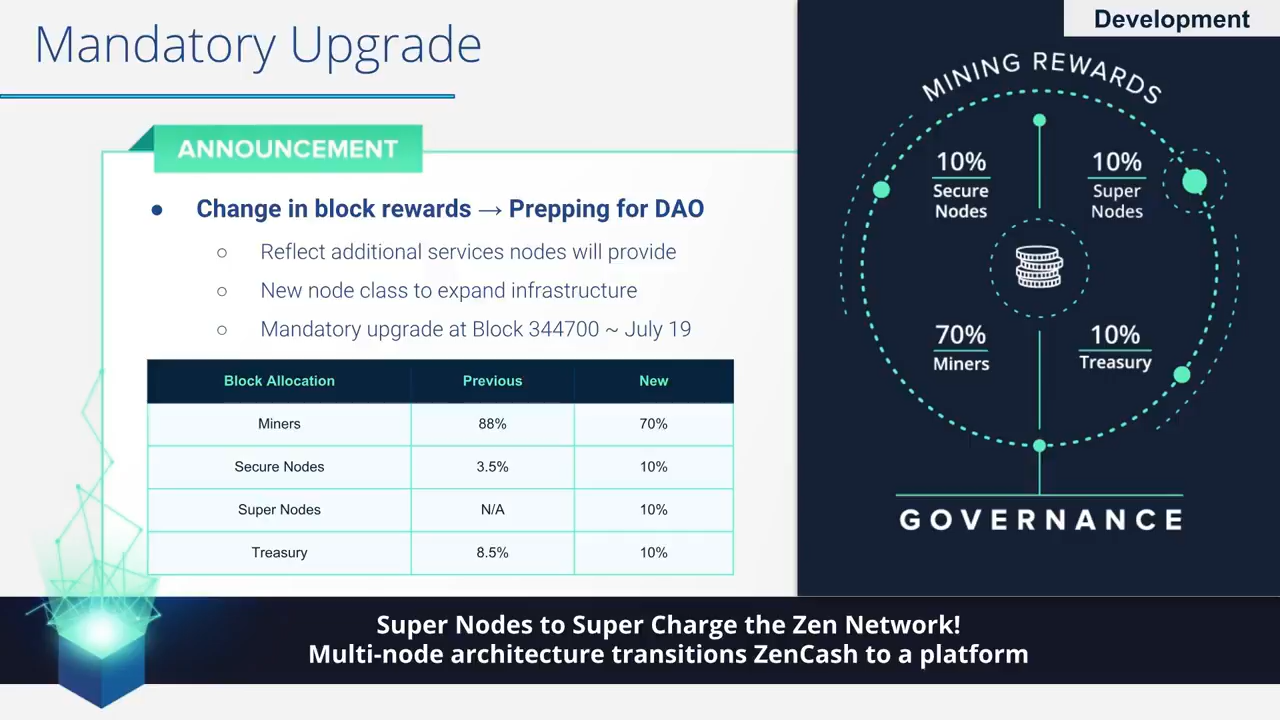 Mandatory Upgrade
Development
ANNOUNCEMENT
● Change in block rewards → Prepping for DAO
○ Reflect additional services nodes will provide
○ New node class to expand infrastructure
○ Mandatory upgrade at Block 344700 ~ July 19
Block Allocation Previous New
Miners 88% 70%
Secure Nodes 3.5% 10%
Super Nodes N/A 10%
Treasury 8.5% 10%
MINING REWARDS
10%
Secure
Nodes
10%
Super
Nodes
70%
Miners
10%
Treasury
GOVERNANCE
Super Nodes to Super Charge the Zen Network!
Multi-node architecture transitions ZenCash to a platform